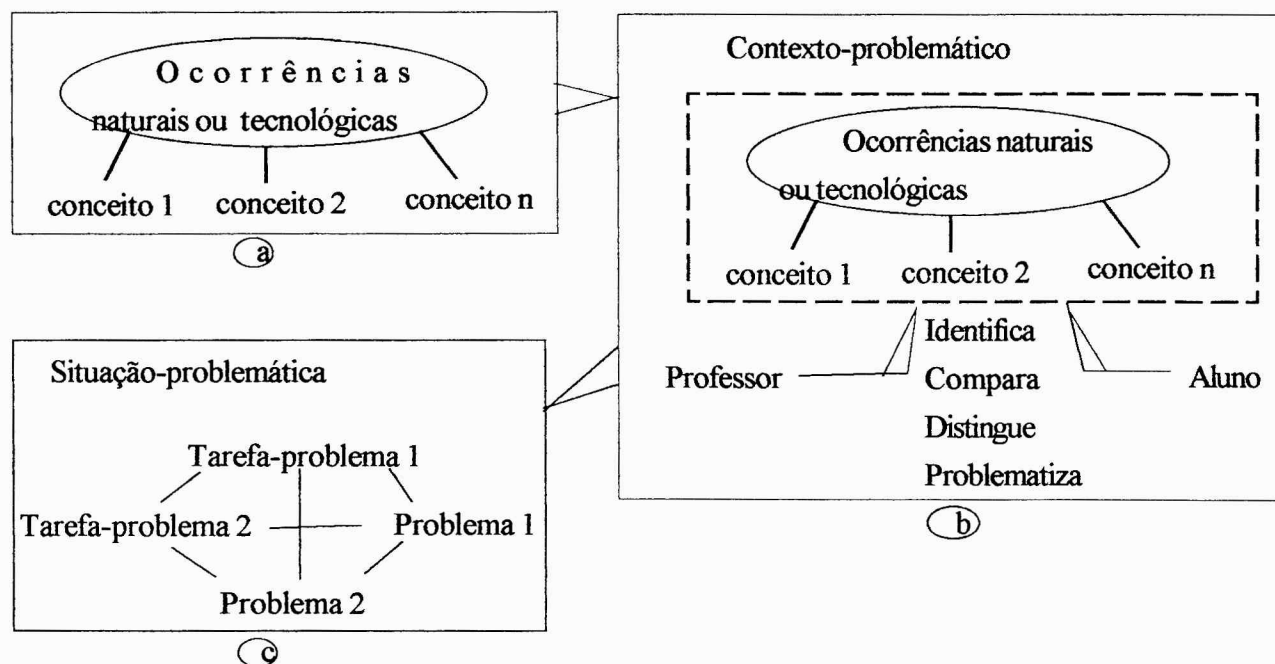 O c o r r ê n c i a s
naturais ou tecnológicas
conceito 1 conceito 2 conceito n
a
Contexto-problemático
Ocorrências naturais
ou tecnológicas
conceito 1 conceito 2 conceito n
Identifica
Professor Compara Aluno
Distingue
Problematiza
b
Situação-problemática
Tarefa-problema 1
Tarefa-problema 2 Problema 1
Problema 2
c